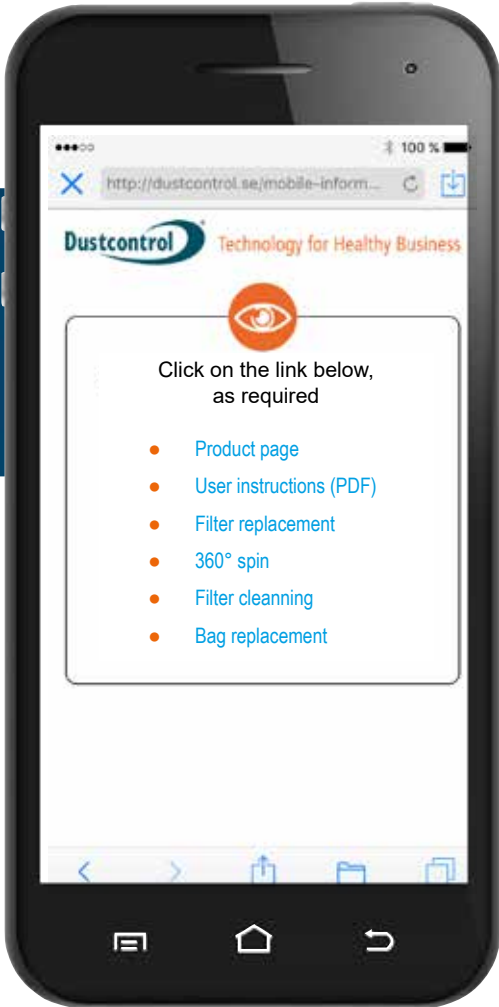 100 %
http://dustcontrol.se/mobile-inform...
Dustcontrol
Technology for Healthy Business
Click on the link below,
as required
● Product page
● User instructions (PDF)
● Filter replacement
● 360° spin
● Filter cleanning
● Bag replacement